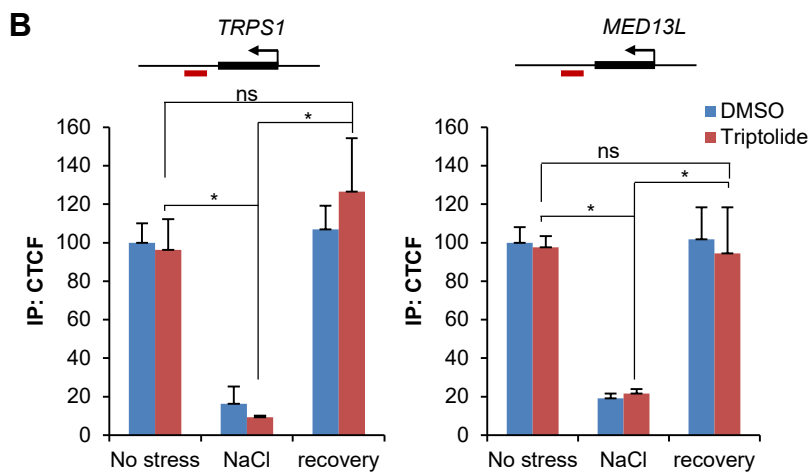 B
TRPS1
MED13L
ns
*
*
160
140
120
100
80
60
40
20
0
IP: CTCF
No stress NaCl recovery
DMSO
Triptolide
ns
*
*
160
140
120
100
80
60
40
20
0
IP: CTCF
No stress NaCl recovery